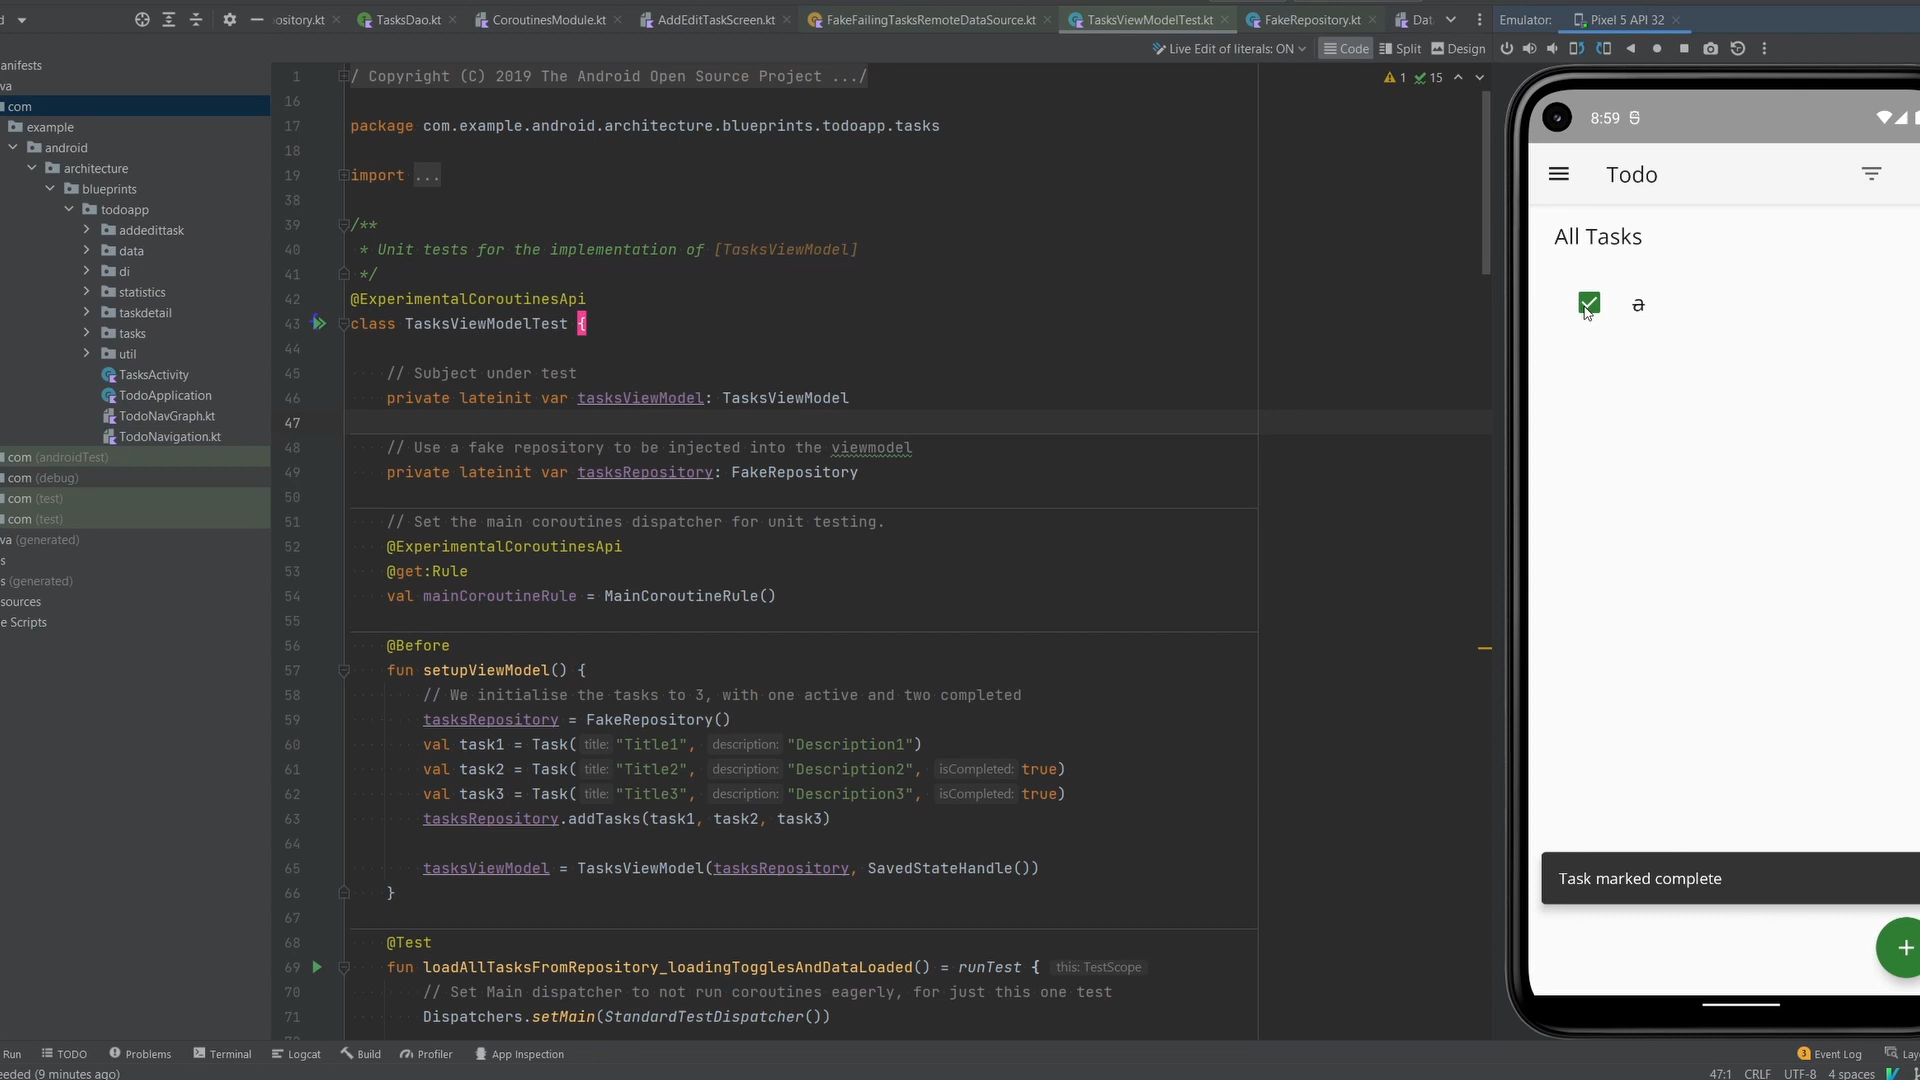 ository.kt
TasksDao.kt
CoroutinesModule.kt
AddEditTaskScreen.kt
FakeFailingTasksRemoteDataSource.kt
TasksViewModelTest.kt
FakeRepository.kt
Dat
Emulator:
Pixel 5 API 32
Live Edit of literals: ON
Code
Split
Design
anifests
va
com
example
android
architecture
blueprints
todoapp
addedittask
data
di
statistics
taskdetail
tasks
util
TasksActivity
TodoApplication
TodoNavGraph.kt
TodoNavigation.kt
com (androidTest)
com (debug)
com (test)
com (test)
va (generated)
s
s (generated)
sources
e Scripts
1 / Copyright (C) 2019 The Android Open Source Project .../
16
17 package com.example.android.architecture.blueprints.todoapp.tasks
18
19 import ...
38
39 /**
40 * Unit tests for the implementation of [TasksViewModel]
41 */
42 @ExperimentalCoroutinesApi
43 class TasksViewModelTest {
44
45 // Subject under test
46 private lateinit var tasksViewModel: TasksViewModel
47
48 // Use a fake repository to be injected into the viewmodel
49 private lateinit var tasksRepository: FakeRepository
50
51 // Set the main coroutines dispatcher for unit testing.
52 @ExperimentalCoroutinesApi
53 @get:Rule
54 val mainCoroutineRule = MainCoroutineRule()
55
56 @Before
57 fun setupViewModel() {
58 // We initialise the tasks to 3, with one active and two completed
59 tasksRepository = FakeRepository()
60 val task1 = Task( title: "Title1", description: "Description1")
61 val task2 = Task( title: "Title2", description: "Description2", isCompleted: true)
62 val task3 = Task( title: "Title3", description: "Description3", isCompleted: true)
63 tasksRepository.addTasks(task1, task2, task3)
64
65 tasksViewModel = TasksViewModel(tasksRepository, SavedStateHandle())
66 }
67
68 @Test
69 fun loadAllTasksFromRepository_loadingTogglesAndDataLoaded() = runTest { this: TestScope
70 // Set Main dispatcher to not run coroutines eagerly, for just this one test
71 Dispatchers.setMain(StandardTestDispatcher())
1 15
8:59
Todo
All Tasks
a
Task marked complete
+
Run
TODO
Problems
Terminal
Logcat
Build
Profiler
App Inspection
3 Event Log
Lay
eeded (9 minutes ago)
47:1 CRLF UTF-8 4 spaces